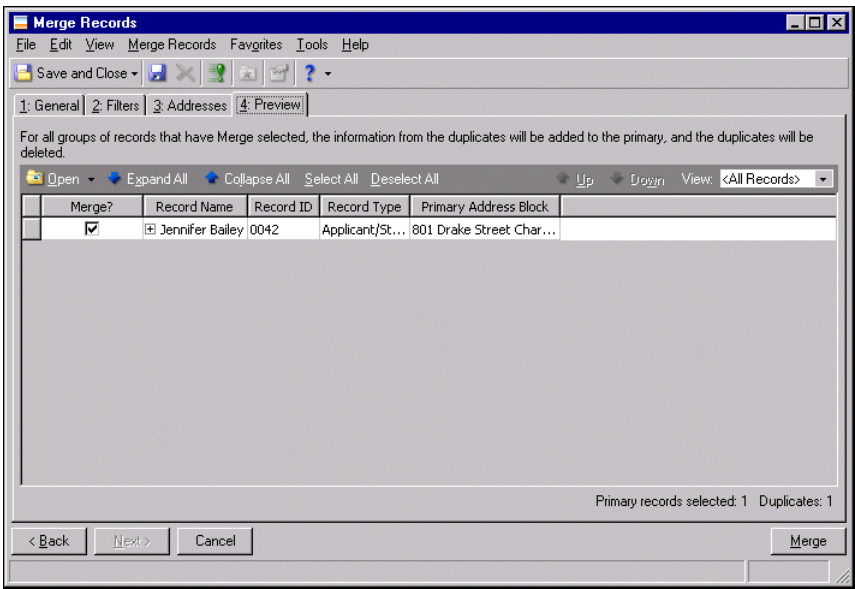 Merge Records
File Edit View Merge Records Favorites Tools Help
Save and Close ?
1: General 2: Filters 3: Addresses 4: Preview
For all groups of records that have Merge selected, the information from the duplicates will be added to the primary, and the duplicates will be
deleted.
Open Expand All Collapse All Select All Deselect All Up Down View: <All Records>
Merge? Record Name Record ID Record Type Primary Address Block
Jennifer Bailey 0042 Applicant/St... 801 Drake Street Char...
Primary records selected: 1 Duplicates: 1
< Back Next > Cancel Merge